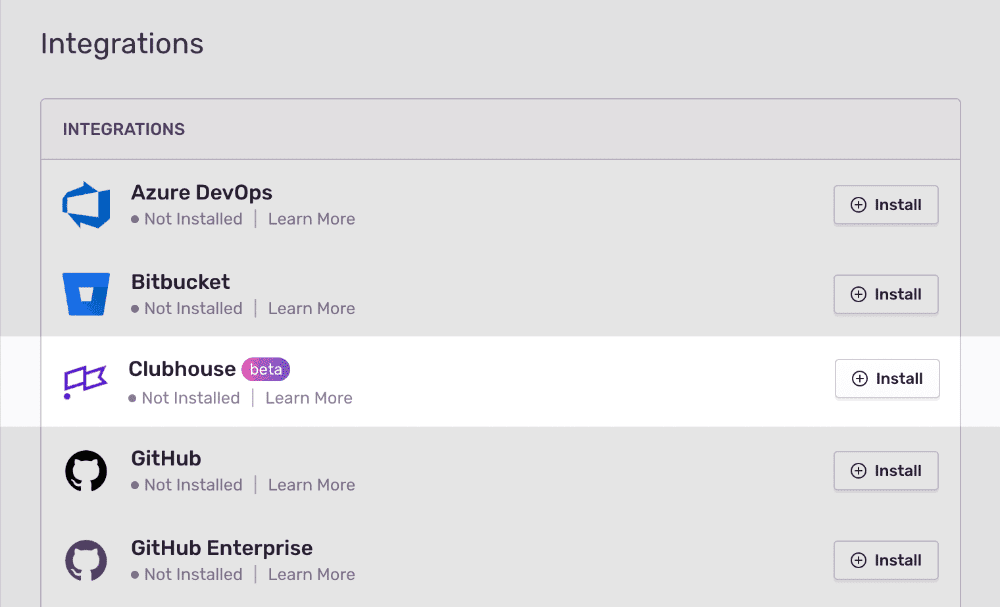 Integrations
INTEGRATIONS
Azure DevOps
Not Installed | Learn More
Install
Bitbucket
Not Installed | Learn More
Install
Clubhouse beta
Not Installed | Learn More
Install
GitHub
Not Installed | Learn More
Install
GitHub Enterprise
Not Installed | Learn More
Install